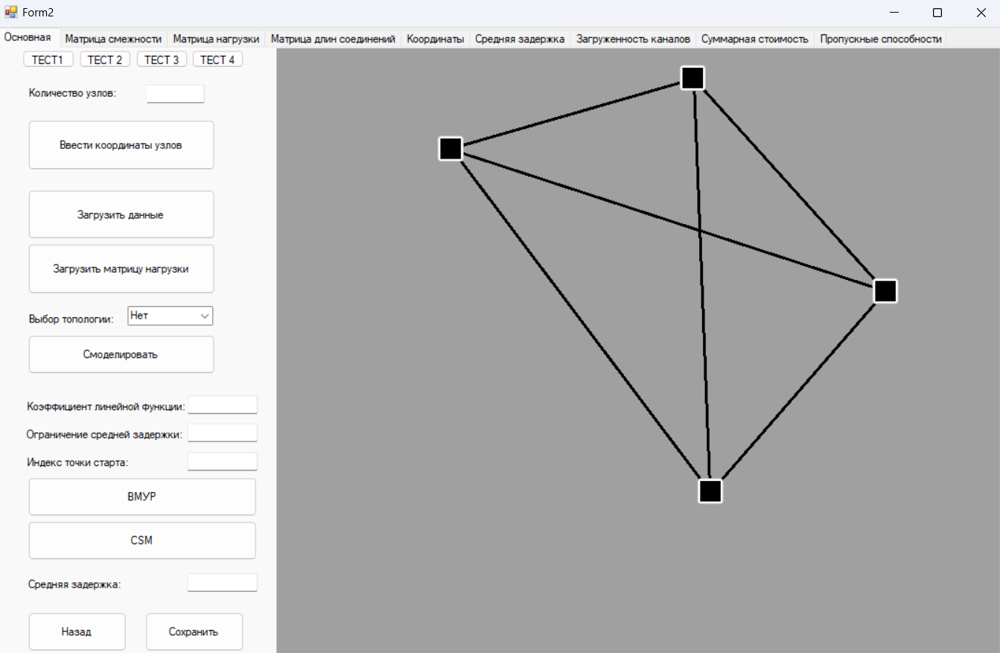 Form2
Основная Матрица смежности Матрица нагрузки Матрица длин соединений Координаты Средняя задержка Загруженность каналов Суммарная стоимость Пропускные способности
ТЕСТ1 ТЕСТ 2 ТЕСТ 3 ТЕСТ 4
Количество узлов:
Ввести координаты узлов
Загрузить данные
Загрузить матрицу нагрузки
Выбор топологии: Нет
Смоделировать
Коэффициент линейной функции:
Ограничение средней задержки:
Индекс точки старта:
ВМУР
CSM
Средняя задержка:
Назад Сохранить